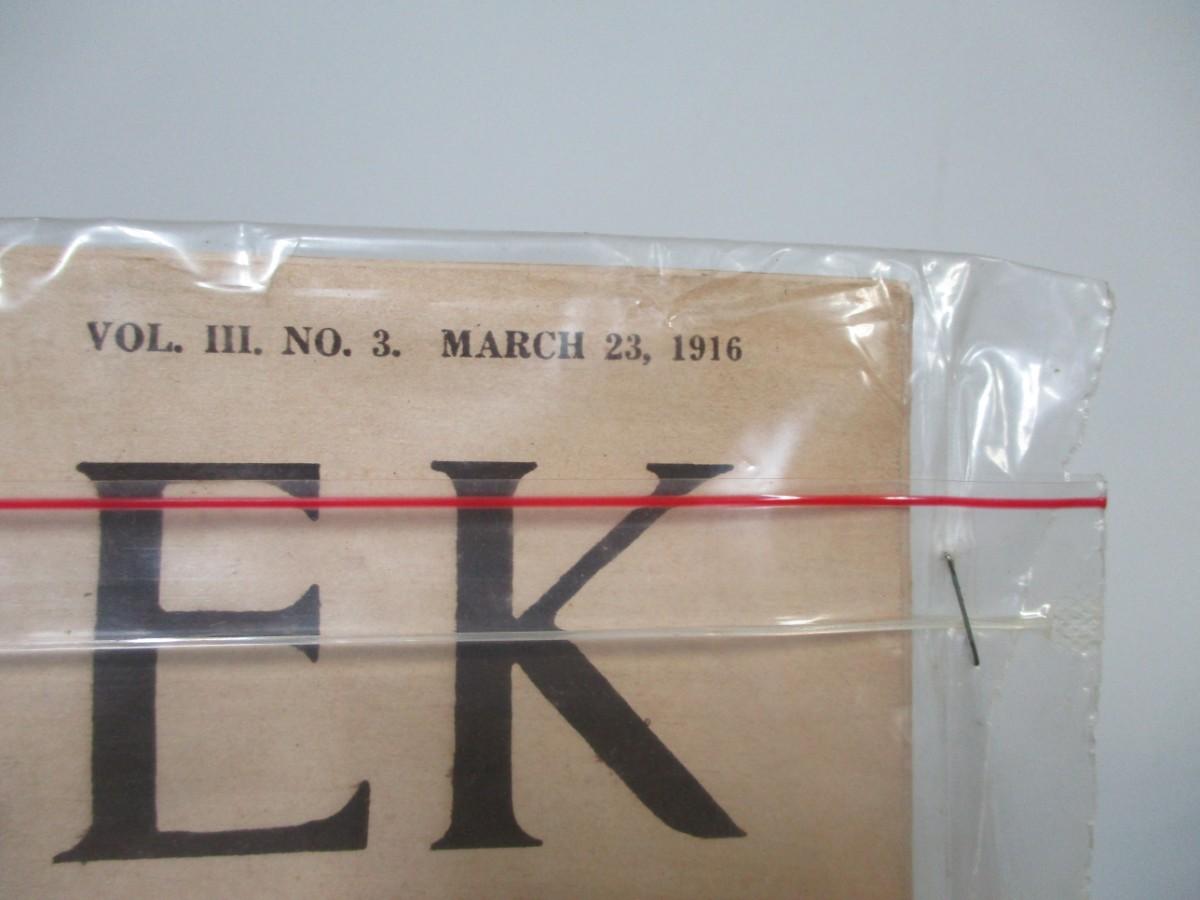 VOL. III. NO. 3. MARCH 23, 1916
EK